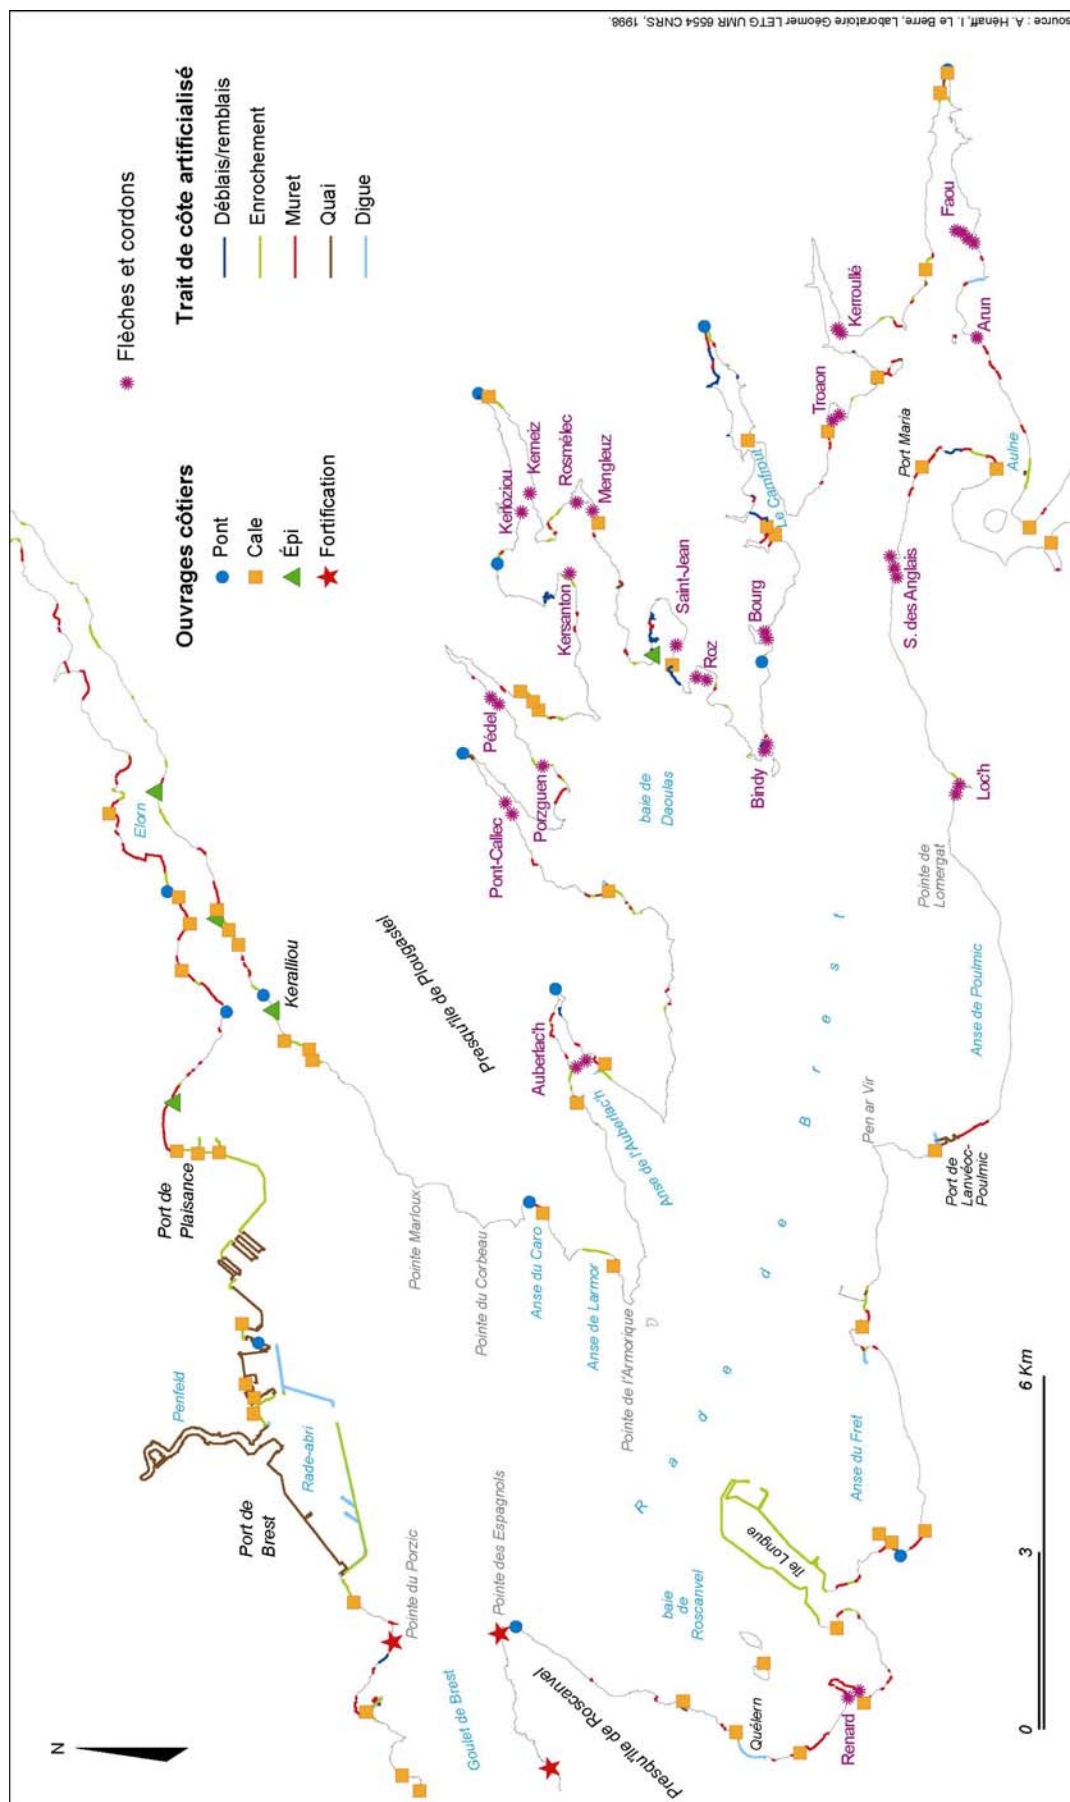 N
Ouvrages côtiers
Pont
Cale
Épi
Fortification
Flèches et cordons
Trait de côte artificialisé
Déblais/remblais
Enrochement
Muret
Quai
Digue
Elorn
Penfeld
Port de
Plaisance
Keralliou
Port de
Brest
Rade-abri
Pointe du Porzic
Goulet de Brest
Pointe des Espagnols
Presqu'île de Roscanvel
Pointe Marloux
Pointe du Corbeau
Anse du Caro
Anse de Larmor
Pointe de l'Armorique
Presqu'île de Plougastel
Auberlac'h
Anse de l'Auberlac'h
Pont-Callec
Pédel
Porzguen
Kersanton
Kerloziou
Kerneiz
Rosmélec
Mengleuz
baie de
Daoulas
Saint-Jean
Roz
Bindy
Bourg
Le Camfrout
Troaon
Kerroullé
Faou
Arun
Port Maria
Aulne
S. des Anglais
Loc'h
Pointe de
Lomergat
Anse de Poulmic
Rade de Brest
Pen ar Vir
Port de
Lanvéoc-
Poulmic
Anse du Fret
Ile Longue
baie
de
Roscanvel
Quélern
Renard
0 3 6 Km
source : A. Hénaff, I. Le Berre, Laboratoire Géomer LETG UMR 6554 CNRS, 1998.